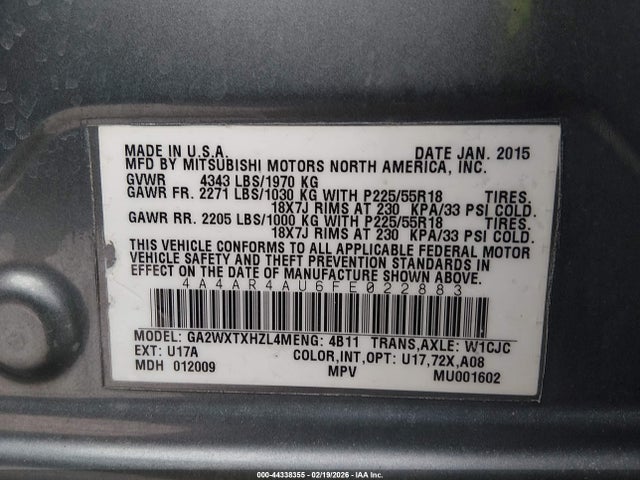 MADE IN U.S.A. DATE JAN. 2015
MFD BY MITSUBISHI MOTORS NORTH AMERICA, INC.
GVWR 4343 LBS/1970 KG
GAWR FR. 2271 LBS/1030 KG WITH P225/55R18 TIRES.
18X7J RIMS AT 230 KPA/33 PSI COLD.
GAWR RR. 2205 LBS/1000 KG WITH P225/55R18 TIRES.
18X7J RIMS AT 230 KPA/33 PSI COLD.
THIS VEHICLE CONFORMS TO ALL APPLICABLE FEDERAL MOTOR
VEHICLE SAFETY AND THEFT PREVENTION STANDARDS IN
EFFECT ON THE DATE OF MANUFACTURE SHOWN ABOVE.
4A4AR4AU6FE022883
MODEL: GA2WXTXHZL4MENG: 4B11 TRANS,AXLE: W1CJC
EXT: U17A COLOR,INT,OPT: U17,72X,A08
MDH 012009 MPV MU001602
000-44338355 - 02/19/2026 - IAA Inc.